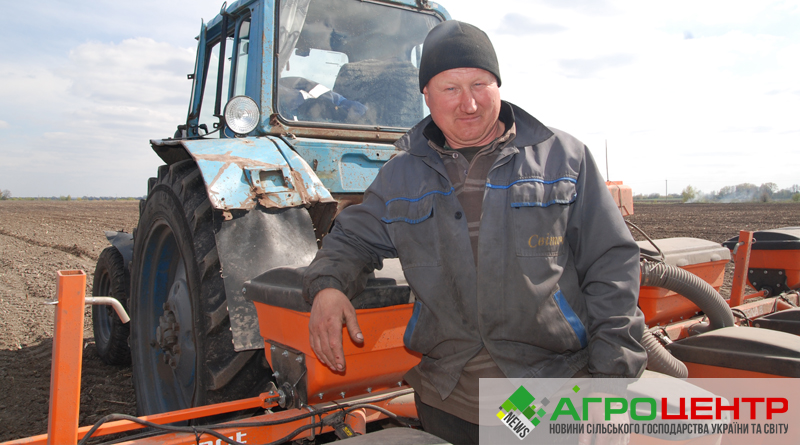 NEWS
АГРОЦЕНТР
НОВИНИ СІЛЬСЬКОГО ГОСПОДАРСТВА УКРАЇНИ ТА СВІТУ